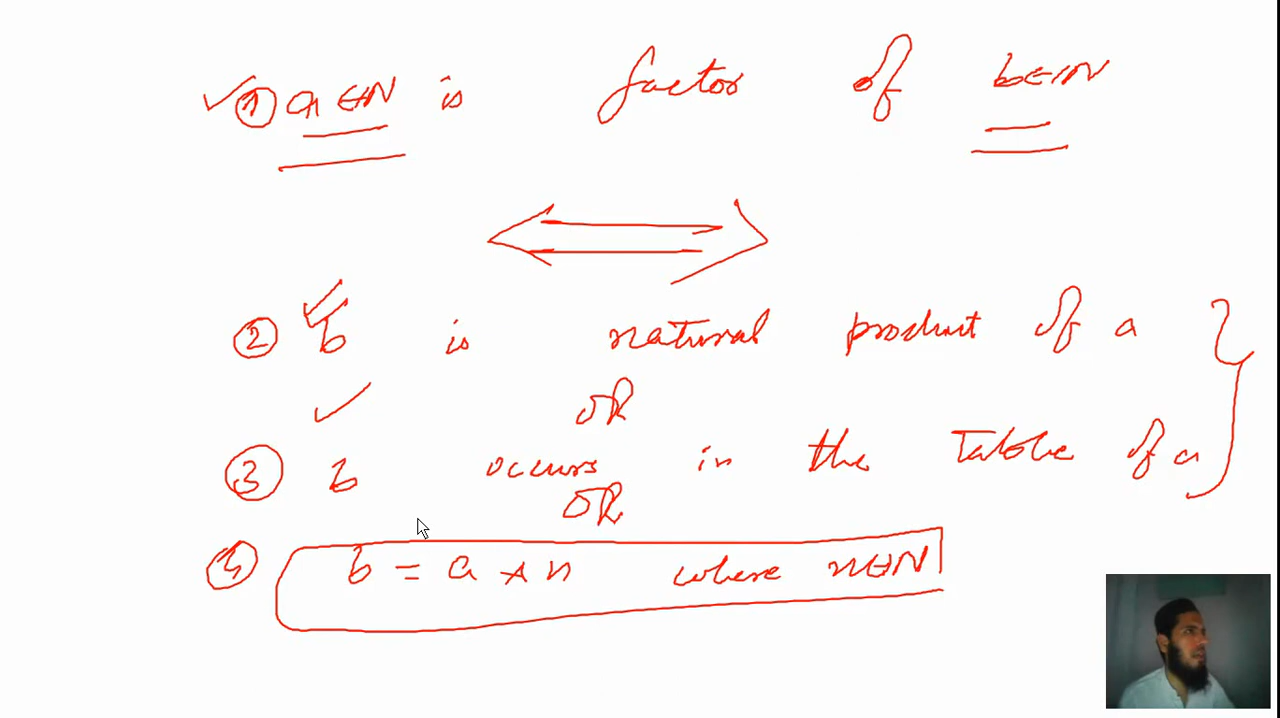 ① a ∈ N is factor of b ∈ N
② b is natural product of a
OR
③ b occurs in the Table of a
OR
④ b = a × n where n ∈ N